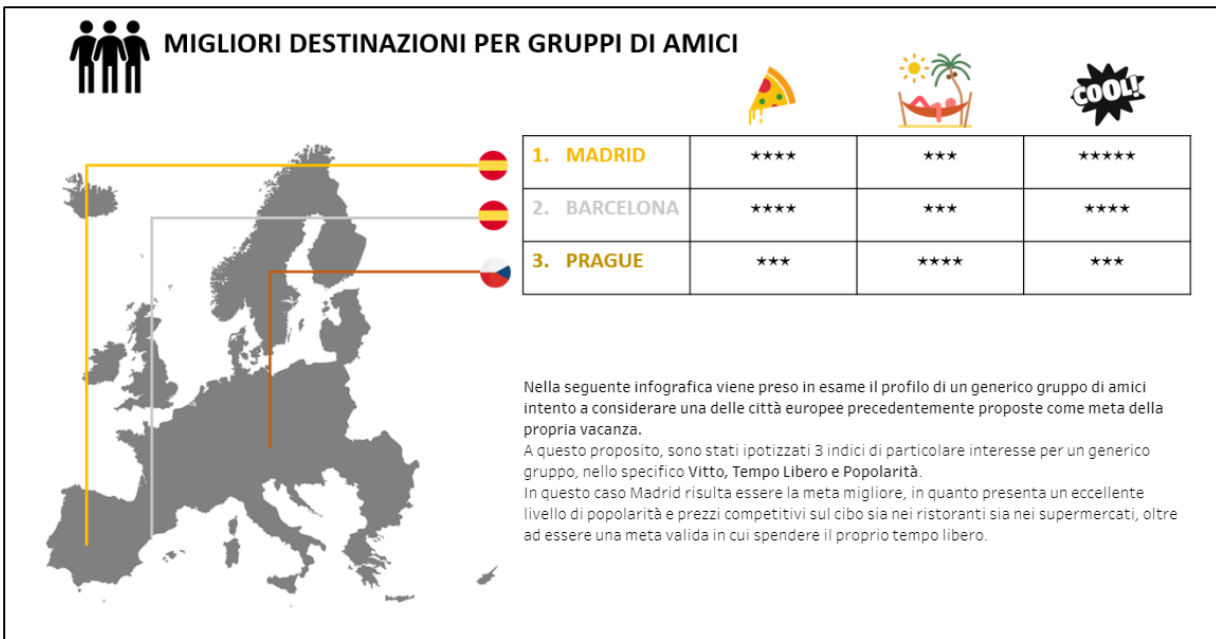 MIGLIORI DESTINAZIONI PER GRUPPI DI AMICI
COOL!
1. MADRID ★★★★ ★★★ ★★★★★
2. BARCELONA ★★★★ ★★★ ★★★★
3. PRAGUE ★★★ ★★★★ ★★★
Nella seguente infografica viene preso in esame il profilo di un generico gruppo di amici
intento a considerare una delle città europee precedentemente proposte come meta della
propria vacanza.
A questo proposito, sono stati ipotizzati 3 indici di particolare interesse per un generico
gruppo, nello specifico Vitto, Tempo Libero e Popolarità.
In questo caso Madrid risulta essere la meta migliore, in quanto presenta un eccellente
livello di popolarità e prezzi competitivi sul cibo sia nei ristoranti sia nei supermercati, oltre
ad essere una meta valida in cui spendere il proprio tempo libero.